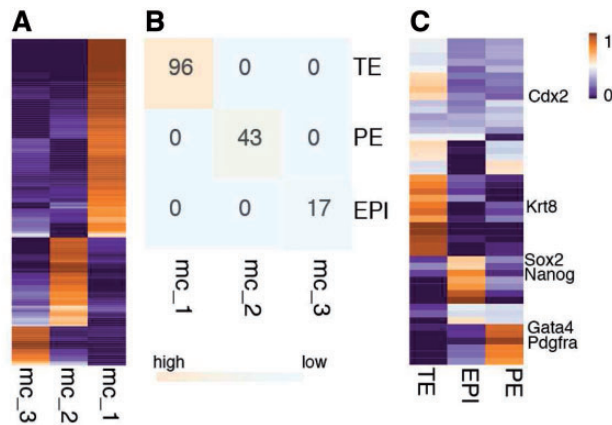 A
B
C
96 0 0 TE
0 43 0 PE
0 0 17 EPI
mc_3 mc_2 mc_1
mc_1 mc_2 mc_3
high low
1
0
Cdx2
Krt8
Sox2
Nanog
Gata4
Pdgfra
TE EPI PE